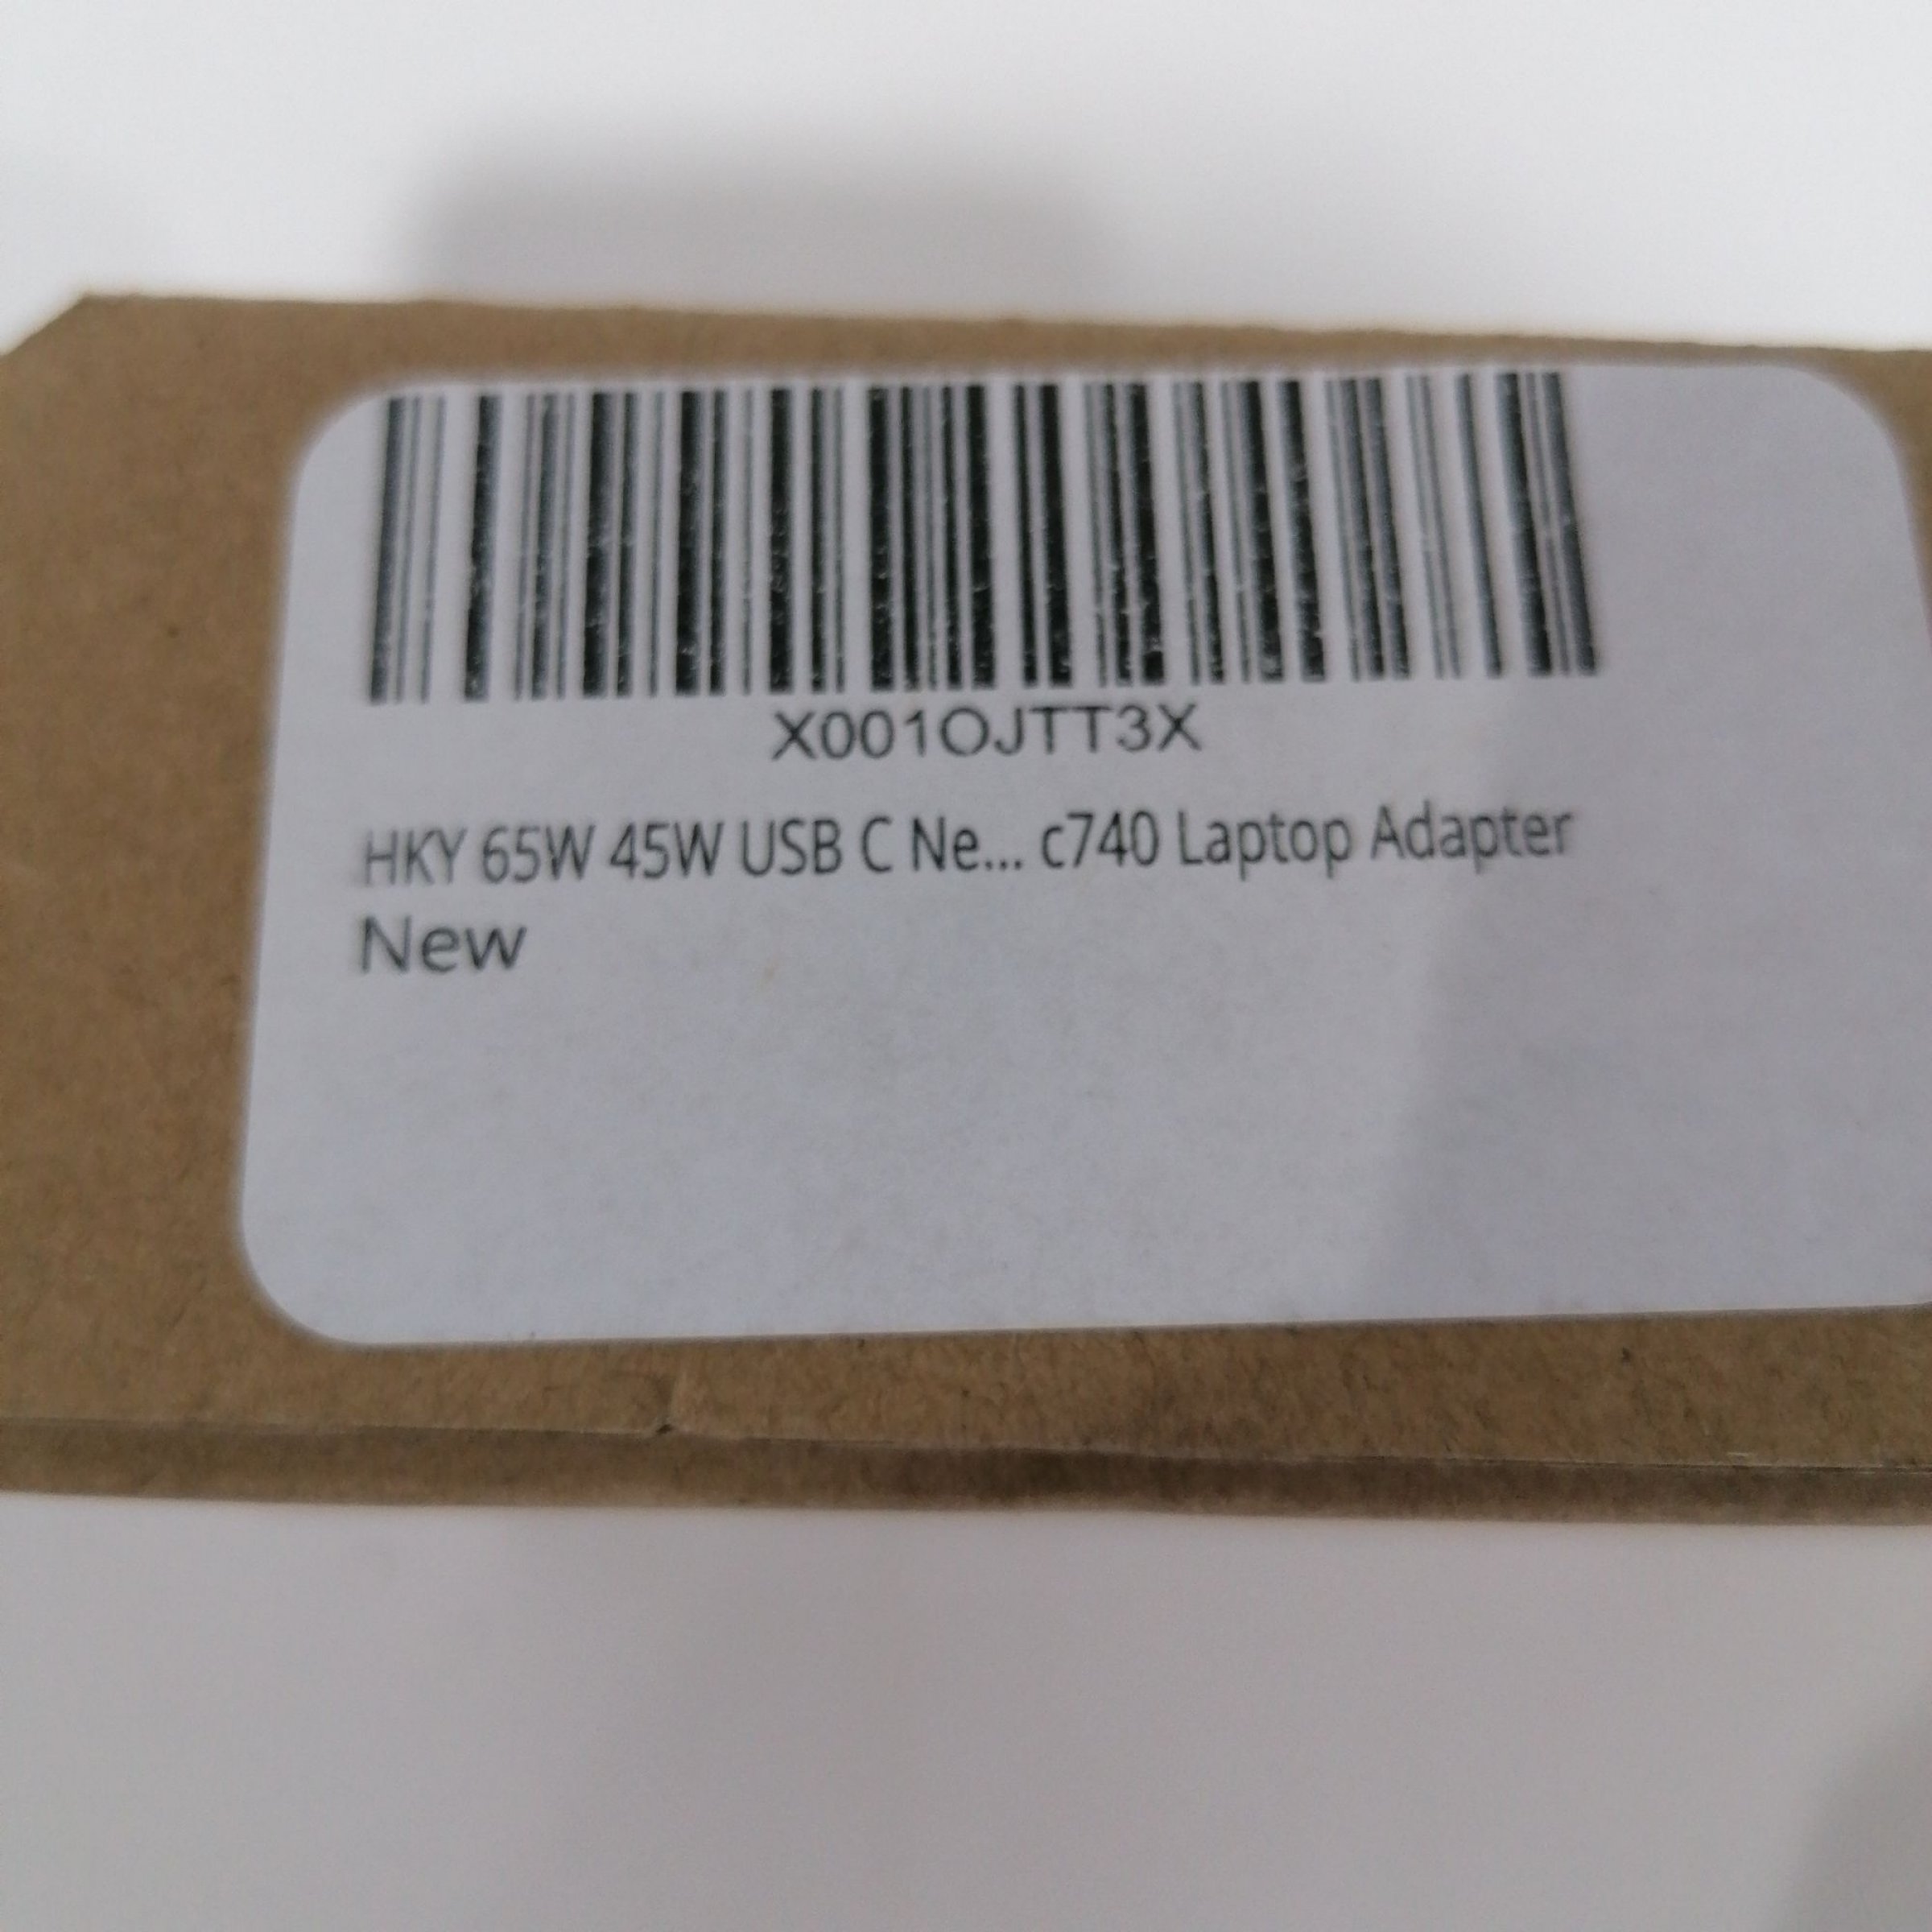 X001OJTT3X
HKY 65W 45W USB C Ne... c740 Laptop Adapter
New